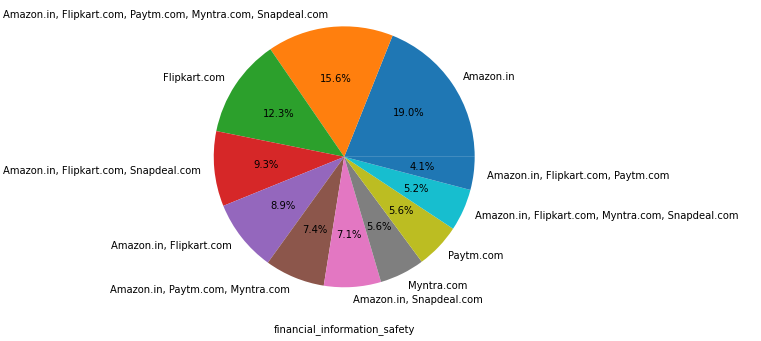 Amazon.in, Flipkart.com, Paytm.com, Myntra.com, Snapdeal.com
15.6%
Amazon.in
19.0%
Flipkart.com
12.3%
Amazon.in, Flipkart.com, Snapdeal.com
9.3%
4.1%
Amazon.in, Flipkart.com, Paytm.com
5.2%
Amazon.in, Flipkart.com, Myntra.com, Snapdeal.com
8.9%
Amazon.in, Flipkart.com
5.6%
Paytm.com
7.4%
Amazon.in, Paytm.com, Myntra.com
7.1%
Amazon.in, Snapdeal.com
5.6%
Myntra.com
financial_information_safety